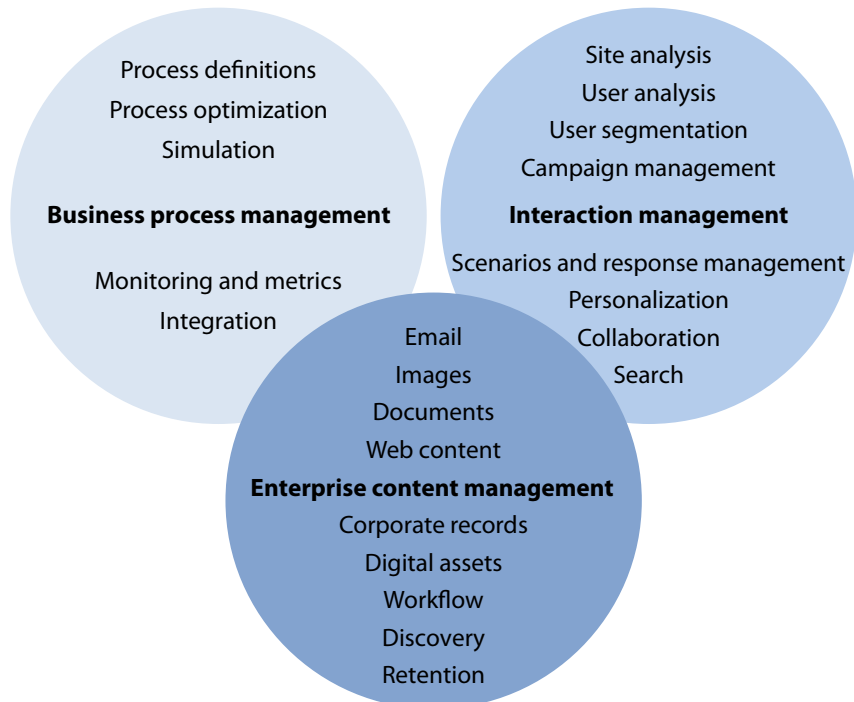 Process definitions
Process optimization
Simulation
Business process management
Monitoring and metrics
Integration
Site analysis
User analysis
User segmentation
Campaign management
Interaction management
Scenarios and response management
Personalization
Collaboration
Search
Email
Images
Documents
Web content
Enterprise content management
Corporate records
Digital assets
Workflow
Discovery
Retention